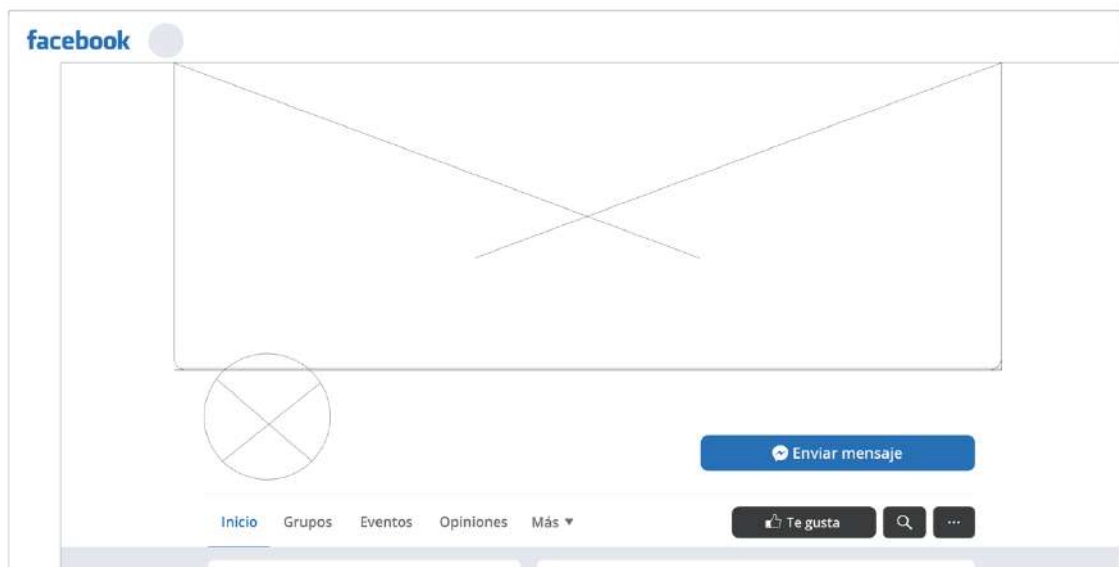 facebook
Enviar mensaje
Inicio Grupos Eventos Opiniones Más ▼ Te gusta ...